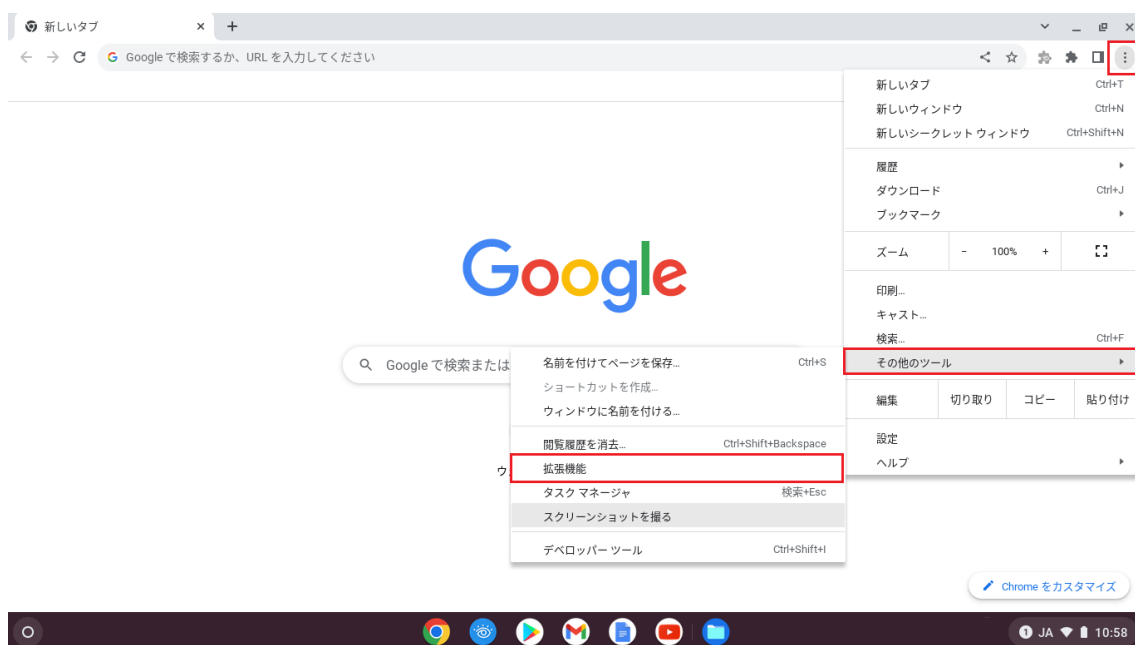 新しいタブ
Google で検索するか、URL を入力してください
新しいタブ Ctrl+T
新しいウィンドウ Ctrl+N
新しいシークレット ウィンドウ Ctrl+Shift+N
履歴
ダウンロード Ctrl+J
ブックマーク
ズーム - 100% +
印刷...
キャスト...
検索... Ctrl+F
その他のツール
編集 切り取り コピー 貼り付け
設定
ヘルプ
Google
Google で検索または
名前を付けてページを保存... Ctrl+S
ショートカットを作成...
ウィンドウに名前を付ける...
閲覧履歴を消去... Ctrl+Shift+Backspace
ウ
拡張機能
タスク マネージャ 検索+Esc
スクリーンショットを撮る
デベロッパー ツール Ctrl+Shift+I
Chrome をカスタマイズ
1 JA 10:58